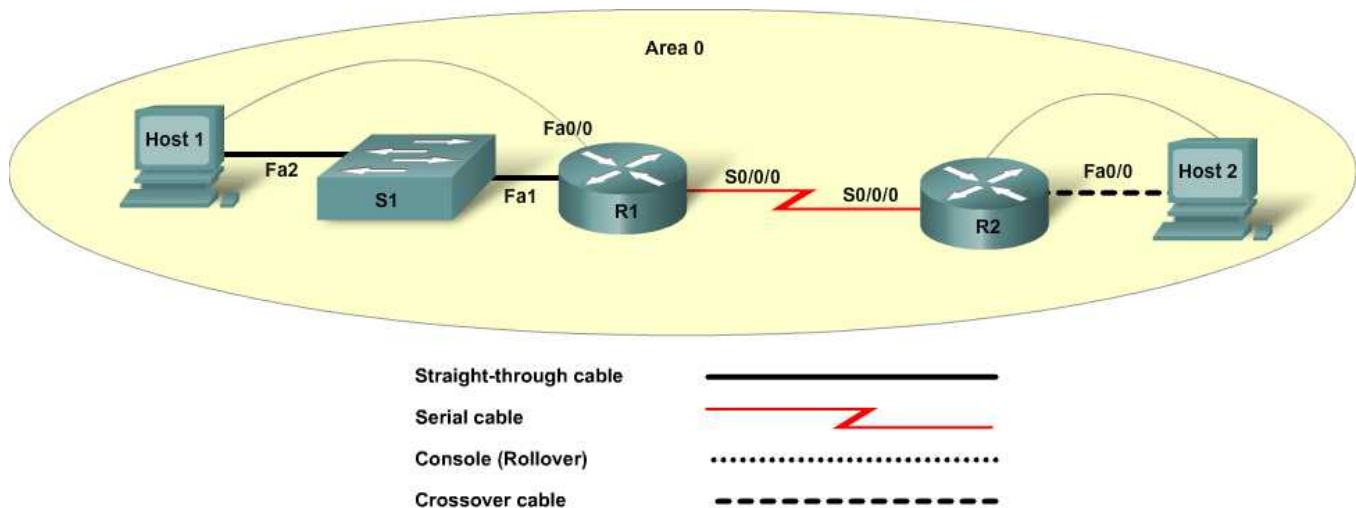 Area 0
Host 1
Fa2
S1
Fa1
Fa0/0
R1
S0/0/0
S0/0/0
R2
Fa0/0
Host 2
Straight-through cable
Serial cable
Console (Rollover)
Crossover cable